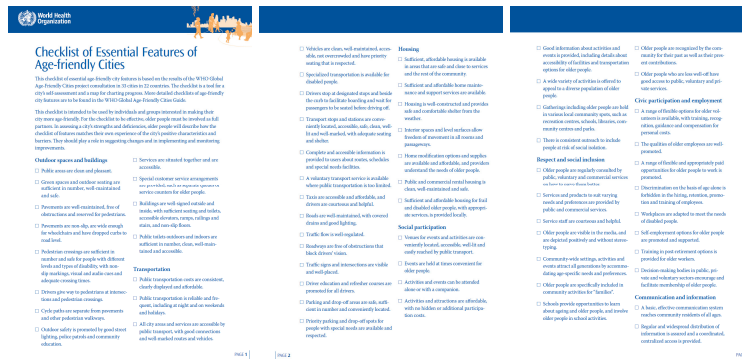 World Health
Organization
Checklist of Essential Features of
Age-friendly Cities
This checklist of essential age-friendly city features is based on the results of the WHO Global
Age-Friendly Cities project consultation in 33 cities in 22 countries. The checklist is a tool for a
city's self-assessment and a map for charting progress. More detailed checklists of age-friendly
city features are to be found in the WHO Global Age-Friendly Cities Guide.
This checklist is intended to be used by individuals and groups interested in making their
city more age-friendly. For the checklist to be effective, older people must be involved as full
partners. In assessing a city's strengths and deficiencies, older people will describe how the
checklist of features matches their own experience of the city's positive characteristics and
barriers. They should play a role in suggesting changes and in implementing and monitoring
improvements.
Outdoor spaces and buildings
Public areas are clean and pleasant.
Green spaces and outdoor seating are
sufficient in number, well-maintained
and safe.
Pavements are well-maintained, free of
obstructions and reserved for pedestrians.
Pavements are non-slip, are wide enough
for wheelchairs and have dropped curbs to
road level.
Pedestrian crossings are sufficient in
number and safe for people with different
levels and types of disability, with non-
slip markings, visual and audio cues and
adequate crossing times.
Drivers give way to pedestrians at intersec-
tions and pedestrian crossings.
Cycle paths are separate from pavements
and other pedestrian walkways.
Outdoor safety is promoted by good street
lighting, police patrols and community
education.
Services are situated together and are
accessible.
Special customer service arrangements
are provided, such as separate queues or
service counters for older people.
Buildings are well-signed outside and
inside, with sufficient seating and toilets,
accessible elevators, ramps, railings and
stairs, and non-slip floors.
Public toilets outdoors and indoors are
sufficient in number, clean, well-main-
tained and accessible.
Transportation
Public transportation costs are consistent,
clearly displayed and affordable.
Public transportation is reliable and fre-
quent, including at night and on weekends
and holidays.
All city areas and services are accessible by
public transport, with good connections
and well-marked routes and vehicles.
PAGE 1
Vehicles are clean, well-maintained, acces-
sible, not overcrowded and have priority
seating that is respected.
Specialized transportation is available for
disabled people.
Drivers stop at designated stops and beside
the curb to facilitate boarding and wait for
passengers to be seated before driving off.
Transport stops and stations are conve-
niently located, accessible, safe, clean, well-
lit and well-marked, with adequate seating
and shelter.
Complete and accessible information is
provided to users about routes, schedules
and special needs facilities.
A voluntary transport service is available
where public transportation is too limited.
Taxis are accessible and affordable, and
drivers are courteous and helpful.
Roads are well-maintained, with covered
drains and good lighting.
Traffic flow is well-regulated.
Roadways are free of obstructions that
block drivers' vision.
Traffic signs and intersections are visible
and well-placed.
Driver education and refresher courses are
promoted for all drivers.
Parking and drop-off areas are safe, suffi-
cient in number and conveniently located.
Priority parking and drop-off spots for
people with special needs are available and
respected.
Housing
Sufficient, affordable housing is available
in areas that are safe and close to services
and the rest of the community.
Sufficient and affordable home mainte-
nance and support services are available.
Housing is well-constructed and provides
safe and comfortable shelter from the
weather.
Interior spaces and level surfaces allow
freedom of movement in all rooms and
passageways.
Home modification options and supplies
are available and affordable, and providers
understand the needs of older people.
Public and commercial rental housing is
clean, well-maintained and safe.
Sufficient and affordable housing for frail
and disabled older people, with appropri-
ate services, is provided locally.
Social participation
Venues for events and activities are con-
veniently located, accessible, well-lit and
easily reached by public transport.
Events are held at times convenient for
older people.
Activities and events can be attended
alone or with a companion.
Activities and attractions are affordable,
with no hidden or additional participa-
tion costs.
PAGE 2
Good information about activities and
events is provided, including details about
accessibility of facilities and transportation
options for older people.
A wide variety of activities is offered to
appeal to a diverse population of older
people.
Gatherings including older people are held
in various local community spots, such as
recreation centres, schools, libraries, com-
munity centres and parks.
There is consistent outreach to include
people at risk of social isolation.
Respect and social inclusion
Older people are regularly consulted by
public, voluntary and commercial services
on how to serve them better.
Services and products to suit varying
needs and preferences are provided by
public and commercial services.
Service staff are courteous and helpful.
Older people are visible in the media, and
are depicted positively and without stereo-
typing.
Community-wide settings, activities and
events attract all generations by accommo-
dating age-specific needs and preferences.
Older people are specifically included in
community activities for "families".
Schools provide opportunities to learn
about ageing and older people, and involve
older people in school activities.
Older people are recognized by the com-
munity for their past as well as their pres-
ent contributions.
Older people who are less well-off have
good access to public, voluntary and pri-
vate services.
Civic participation and employment
A range of flexible options for older vol-
unteers is available, with training, recog-
nition, guidance and compensation for
personal costs.
The qualities of older employees are well-
promoted.
A range of flexible and appropriately paid
opportunities for older people to work is
promoted.
Discrimination on the basis of age alone is
forbidden in the hiring, retention, promo-
tion and training of employees.
Workplaces are adapted to meet the needs
of disabled people.
Self-employment options for older people
are promoted and supported.
Training in post-retirement options is
provided for older workers.
Decision-making bodies in public, pri-
vate and voluntary sectors encourage and
facilitate membership of older people.
Communication and information
A basic, effective communication system
reaches community residents of all ages.
Regular and widespread distribution of
information is assured and a coordinated,
centralized access is provided.
PA